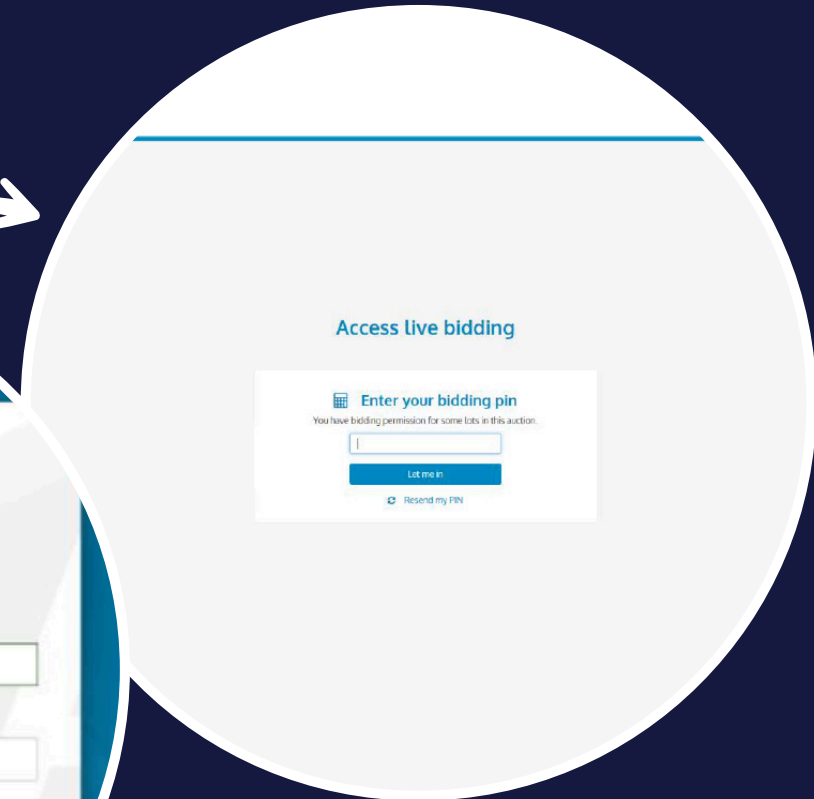 Access live bidding
Enter your bidding pin
You have bidding permission for some lots in this auction.
Let me in
Resend my PIN